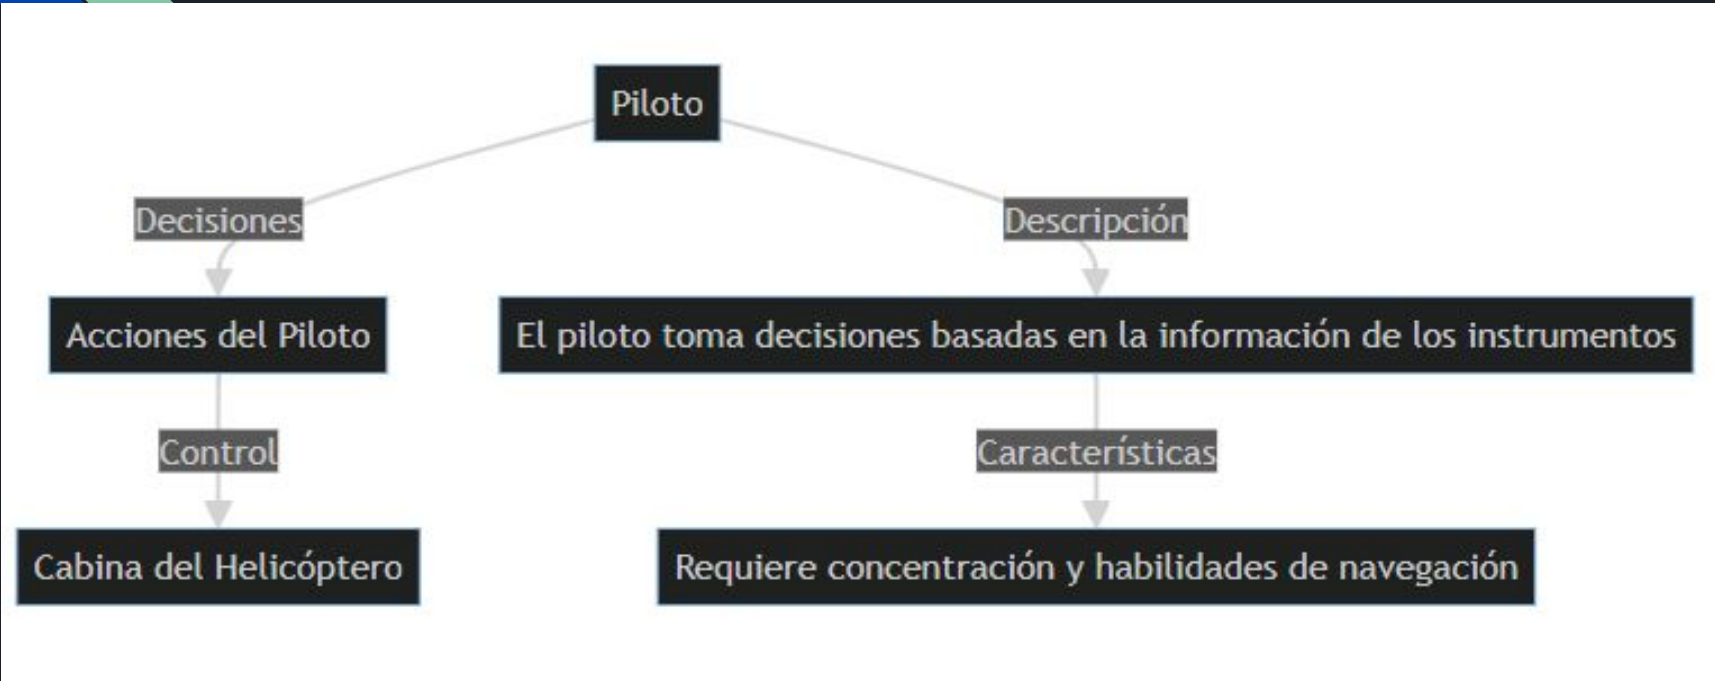 Piloto
Decisiones
Descripción
Acciones del Piloto
El piloto toma decisiones basadas en la información de los instrumentos
Control
Características
Cabina del Helicóptero
Requiere concentración y habilidades de navegación